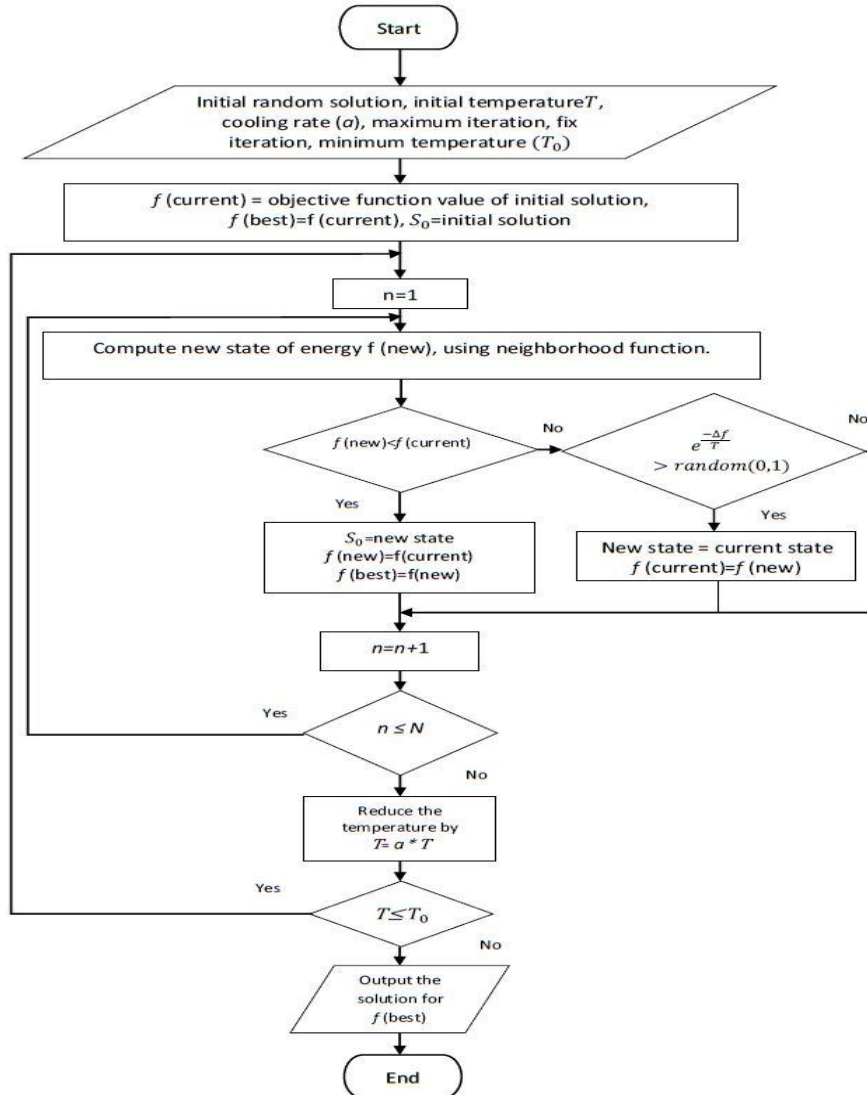 Start
Initial random solution, initial temperatureT,
cooling rate (a), maximum iteration, fix
iteration, minimum temperature (T₀)
f (current) = objective function value of initial solution,
f (best)=f (current), S₀=initial solution
n=1
Compute new state of energy f (new), using neighborhood function.
f (new)<f (current)
No
e^(-Δf/T)
> random(0,1)
No
Yes
S₀=new state
f (new)=f(current)
f (best)=f(new)
Yes
New state = current state
f (current)=f (new)
n=n+1
Yes
n ≤ N
No
Reduce the
temperature by
T= a * T
Yes
T≤T₀
No
Output the
solution for
f (best)
End